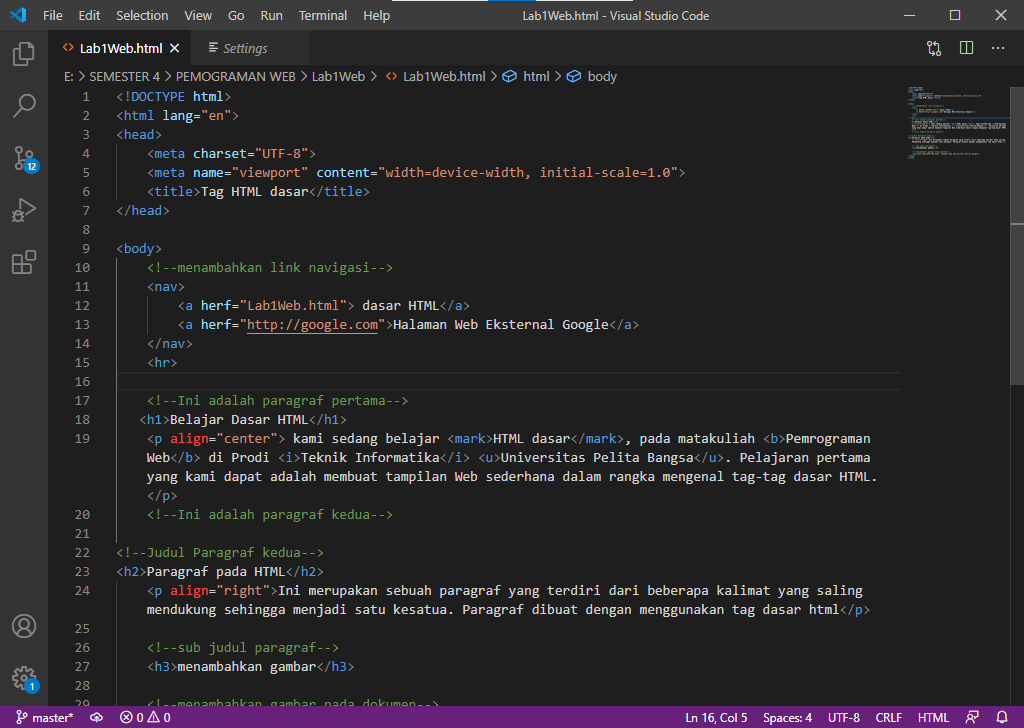 File Edit Selection View Go Run Terminal Help Lab1Web.html - Visual Studio Code
<> Lab1Web.html Settings
E: > SEMESTER 4 > PEMOGRAMAN WEB > Lab1Web > <> Lab1Web.html > html > body
1 <!DOCTYPE html>
2 <html lang="en">
3 <head>
4 <meta charset="UTF-8">
5 <meta name="viewport" content="width=device-width, initial-scale=1.0">
6 <title>Tag HTML dasar</title>
7 </head>
8
9 <body>
10 <!--menambahkan link navigasi-->
11 <nav>
12 <a herf="Lab1Web.html"> dasar HTML</a>
13 <a herf="http://google.com">Halaman Web Eksternal Google</a>
14 </nav>
15 <hr>
16
17 <!--Ini adalah paragraf pertama-->
18 <h1>Belajar Dasar HTML</h1>
19 <p align="center"> kami sedang belajar <mark>HTML dasar</mark>, pada matakuliah <b>Pemrograman
Web</b> di Prodi <i>Teknik Informatika</i> <u>Universitas Pelita Bangsa</u>. Pelajaran pertama
yang kami dapat adalah membuat tampilan Web sederhana dalam rangka mengenal tag-tag dasar HTML.
</p>
20 <!--Ini adalah paragraf kedua-->
21
22 <!--Judul Paragraf kedua-->
23 <h2>Paragraf pada HTML</h2>
24 <p align="right">Ini merupakan sebuah paragraf yang terdiri dari beberapa kalimat yang saling
mendukung sehingga menjadi satu kesatua. Paragraf dibuat dengan menggunakan tag dasar html</p>
25
26 <!--sub judul paragraf-->
27 <h3>menambahkan gambar</h3>
28
29 <!--menambahkan gambar pada dokumen-->
12
1
master* 0 0 Ln 16, Col 5 Spaces: 4 UTF-8 CRLF HTML